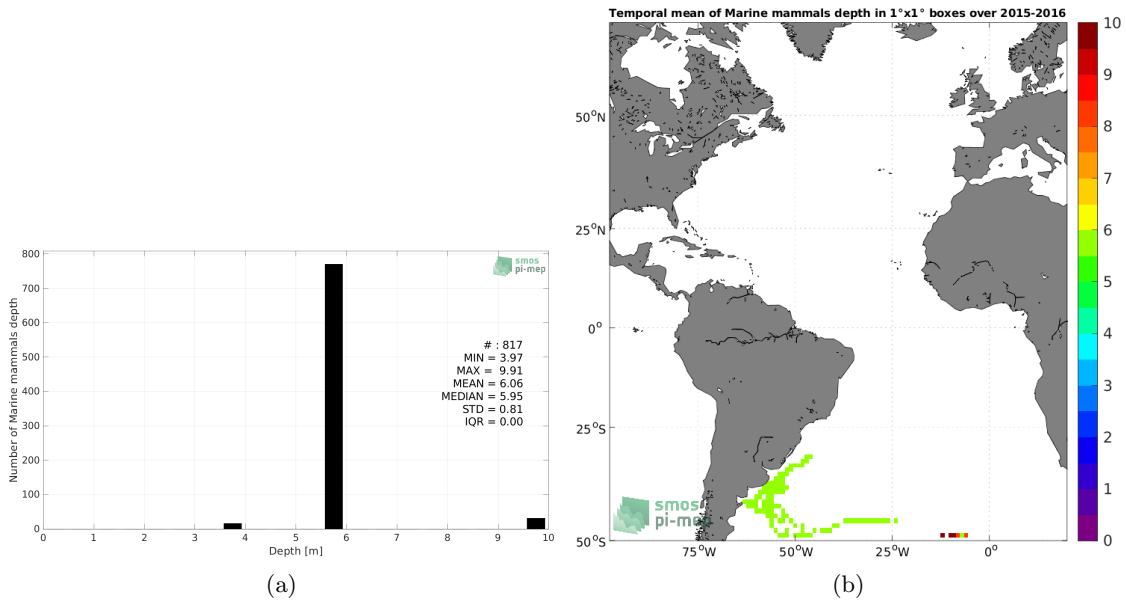 Temporal mean of Marine mammals depth in 1°x1° boxes over 2015-2016
smos
pi-mep
# : 817
MIN = 3.97
MAX = 9.91
MEAN = 6.06
MEDIAN = 5.95
STD = 0.81
IQR = 0.00
Number of Marine mammals depth
800
700
600
500
400
300
200
100
0
0 1 2 3 4 5 6 7 8 9 10
Depth [m]
(a)
50°N
25°N
0°
25°S
50°S
75°W 50°W 25°W 0°
smos
pi-mep
10
9
8
7
6
5
4
3
2
1
0
(b)